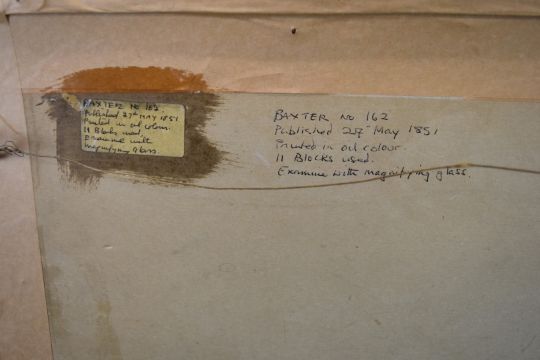 BAXTER No 162.
Published 27th May 1851.
Printed in oil colour.
11 Blocks used.
Examine with
magnifying glass.
BAXTER No 162
Published 27th May 1851
Printed in oil colour.
11 BLOCKS used.
Examine with magnifying glass.